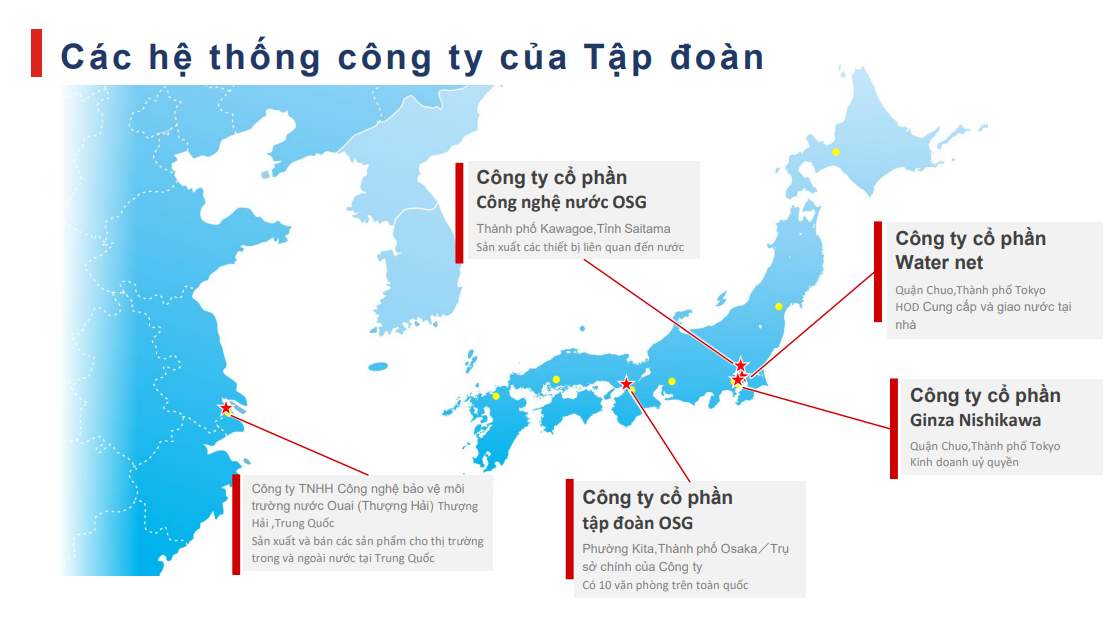 Các hệ thống công ty của Tập đoàn
Công ty cổ phần
Công nghệ nước OSG
Thành phố Kawagoe,Tỉnh Saitama
Sản xuất các thiết bị liên quan đến nước
Công ty cổ phần
Water net
Quận Chuo,Thành phố Tokyo
HOD Cung cấp và giao nước tại
nhà
Công ty cổ phần
Ginza Nishikawa
Quận Chuo,Thành phố Tokyo
Kinh doanh uỷ quyền
Công ty TNHH Công nghệ bảo vệ môi
trường nước Ouai (Thượng Hải) Thượng
Hải ,Trung Quốc
Sản xuất và bán các sản phẩm cho thị trường
trong và ngoài nước tại Trung Quốc
Công ty cổ phần
tập đoàn OSG
Phường Kita,Thành phố Osaka／Trụ
sở chính của Công ty
Có 10 văn phòng trên toàn quốc